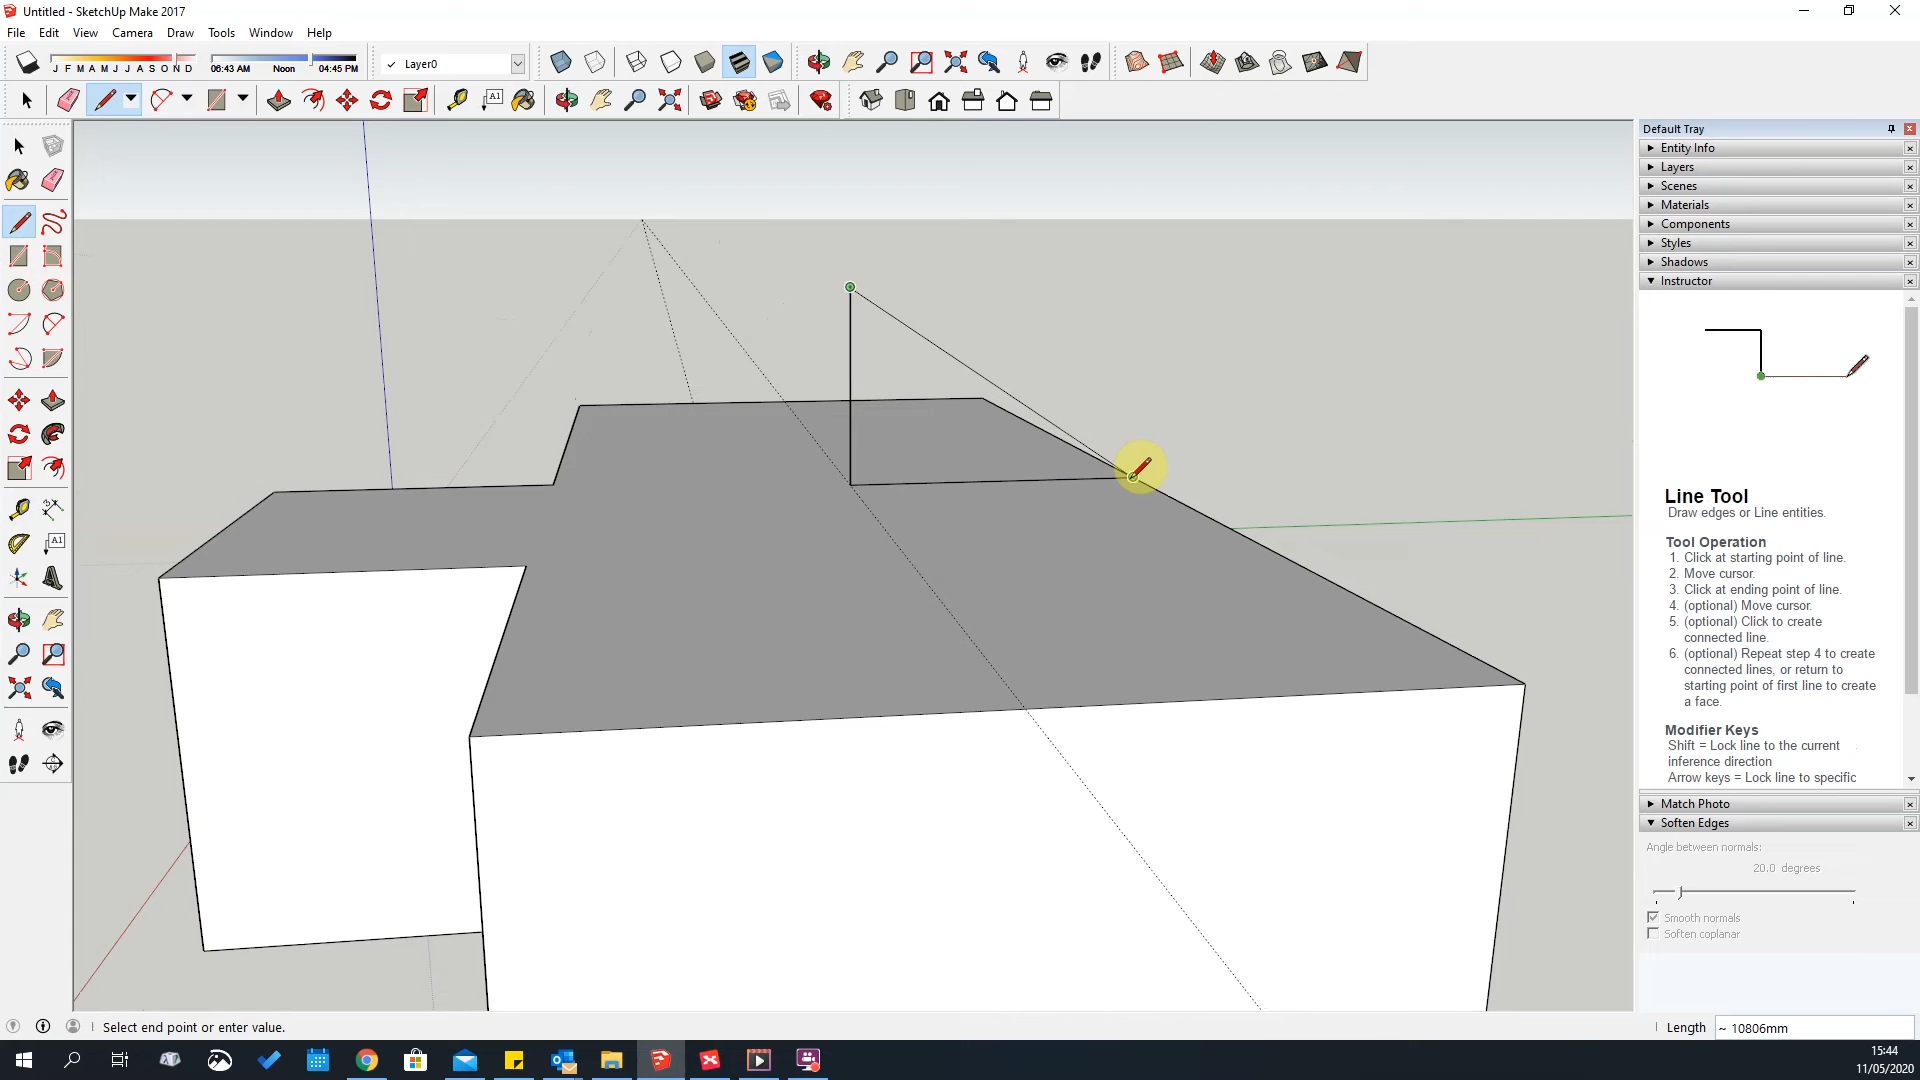 Untitled - SketchUp Make 2017
File Edit View Camera Draw Tools Window Help
J F M A M J J A S O N D 06:43 AM Noon 04:45 PM Layer0
A1
Default Tray
Entity Info
Layers
Scenes
Materials
Components
Styles
Shadows
Instructor
A1
Line Tool
Draw edges or Line entities.
Tool Operation
1. Click at starting point of line.
2. Move cursor.
3. Click at ending point of line.
4. (optional) Move cursor.
5. (optional) Click to create
connected line.
6. (optional) Repeat step 4 to create
connected lines, or return to
starting point of first line to create
a face.
Modifier Keys
Shift = Lock line to the current
inference direction
Arrow keys = Lock line to specific
Match Photo
Soften Edges
Angle between normals:
20.0 degrees
Smooth normals
Soften coplanar
Select end point or enter value.
Length ~ 10806mm
15:44
11/05/2020